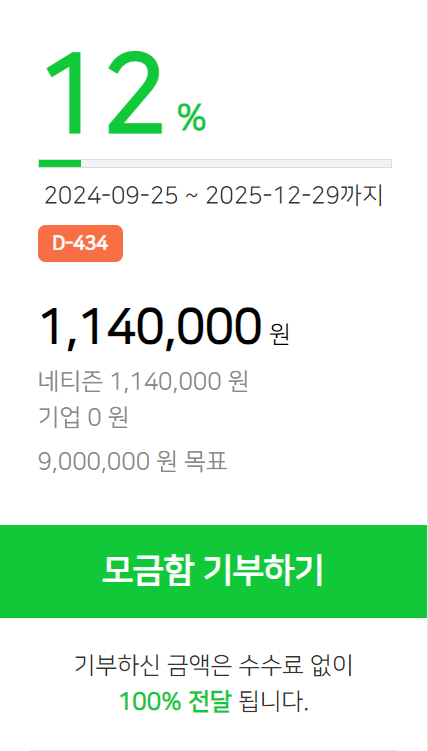 12 %
2024-09-25 ~ 2025-12-29까지
D-434
1,140,000 원
네티즌 1,140,000 원
기업 0 원
9,000,000 원 목표
모금함 기부하기
기부하신 금액은 수수료 없이
100% 전달 됩니다.